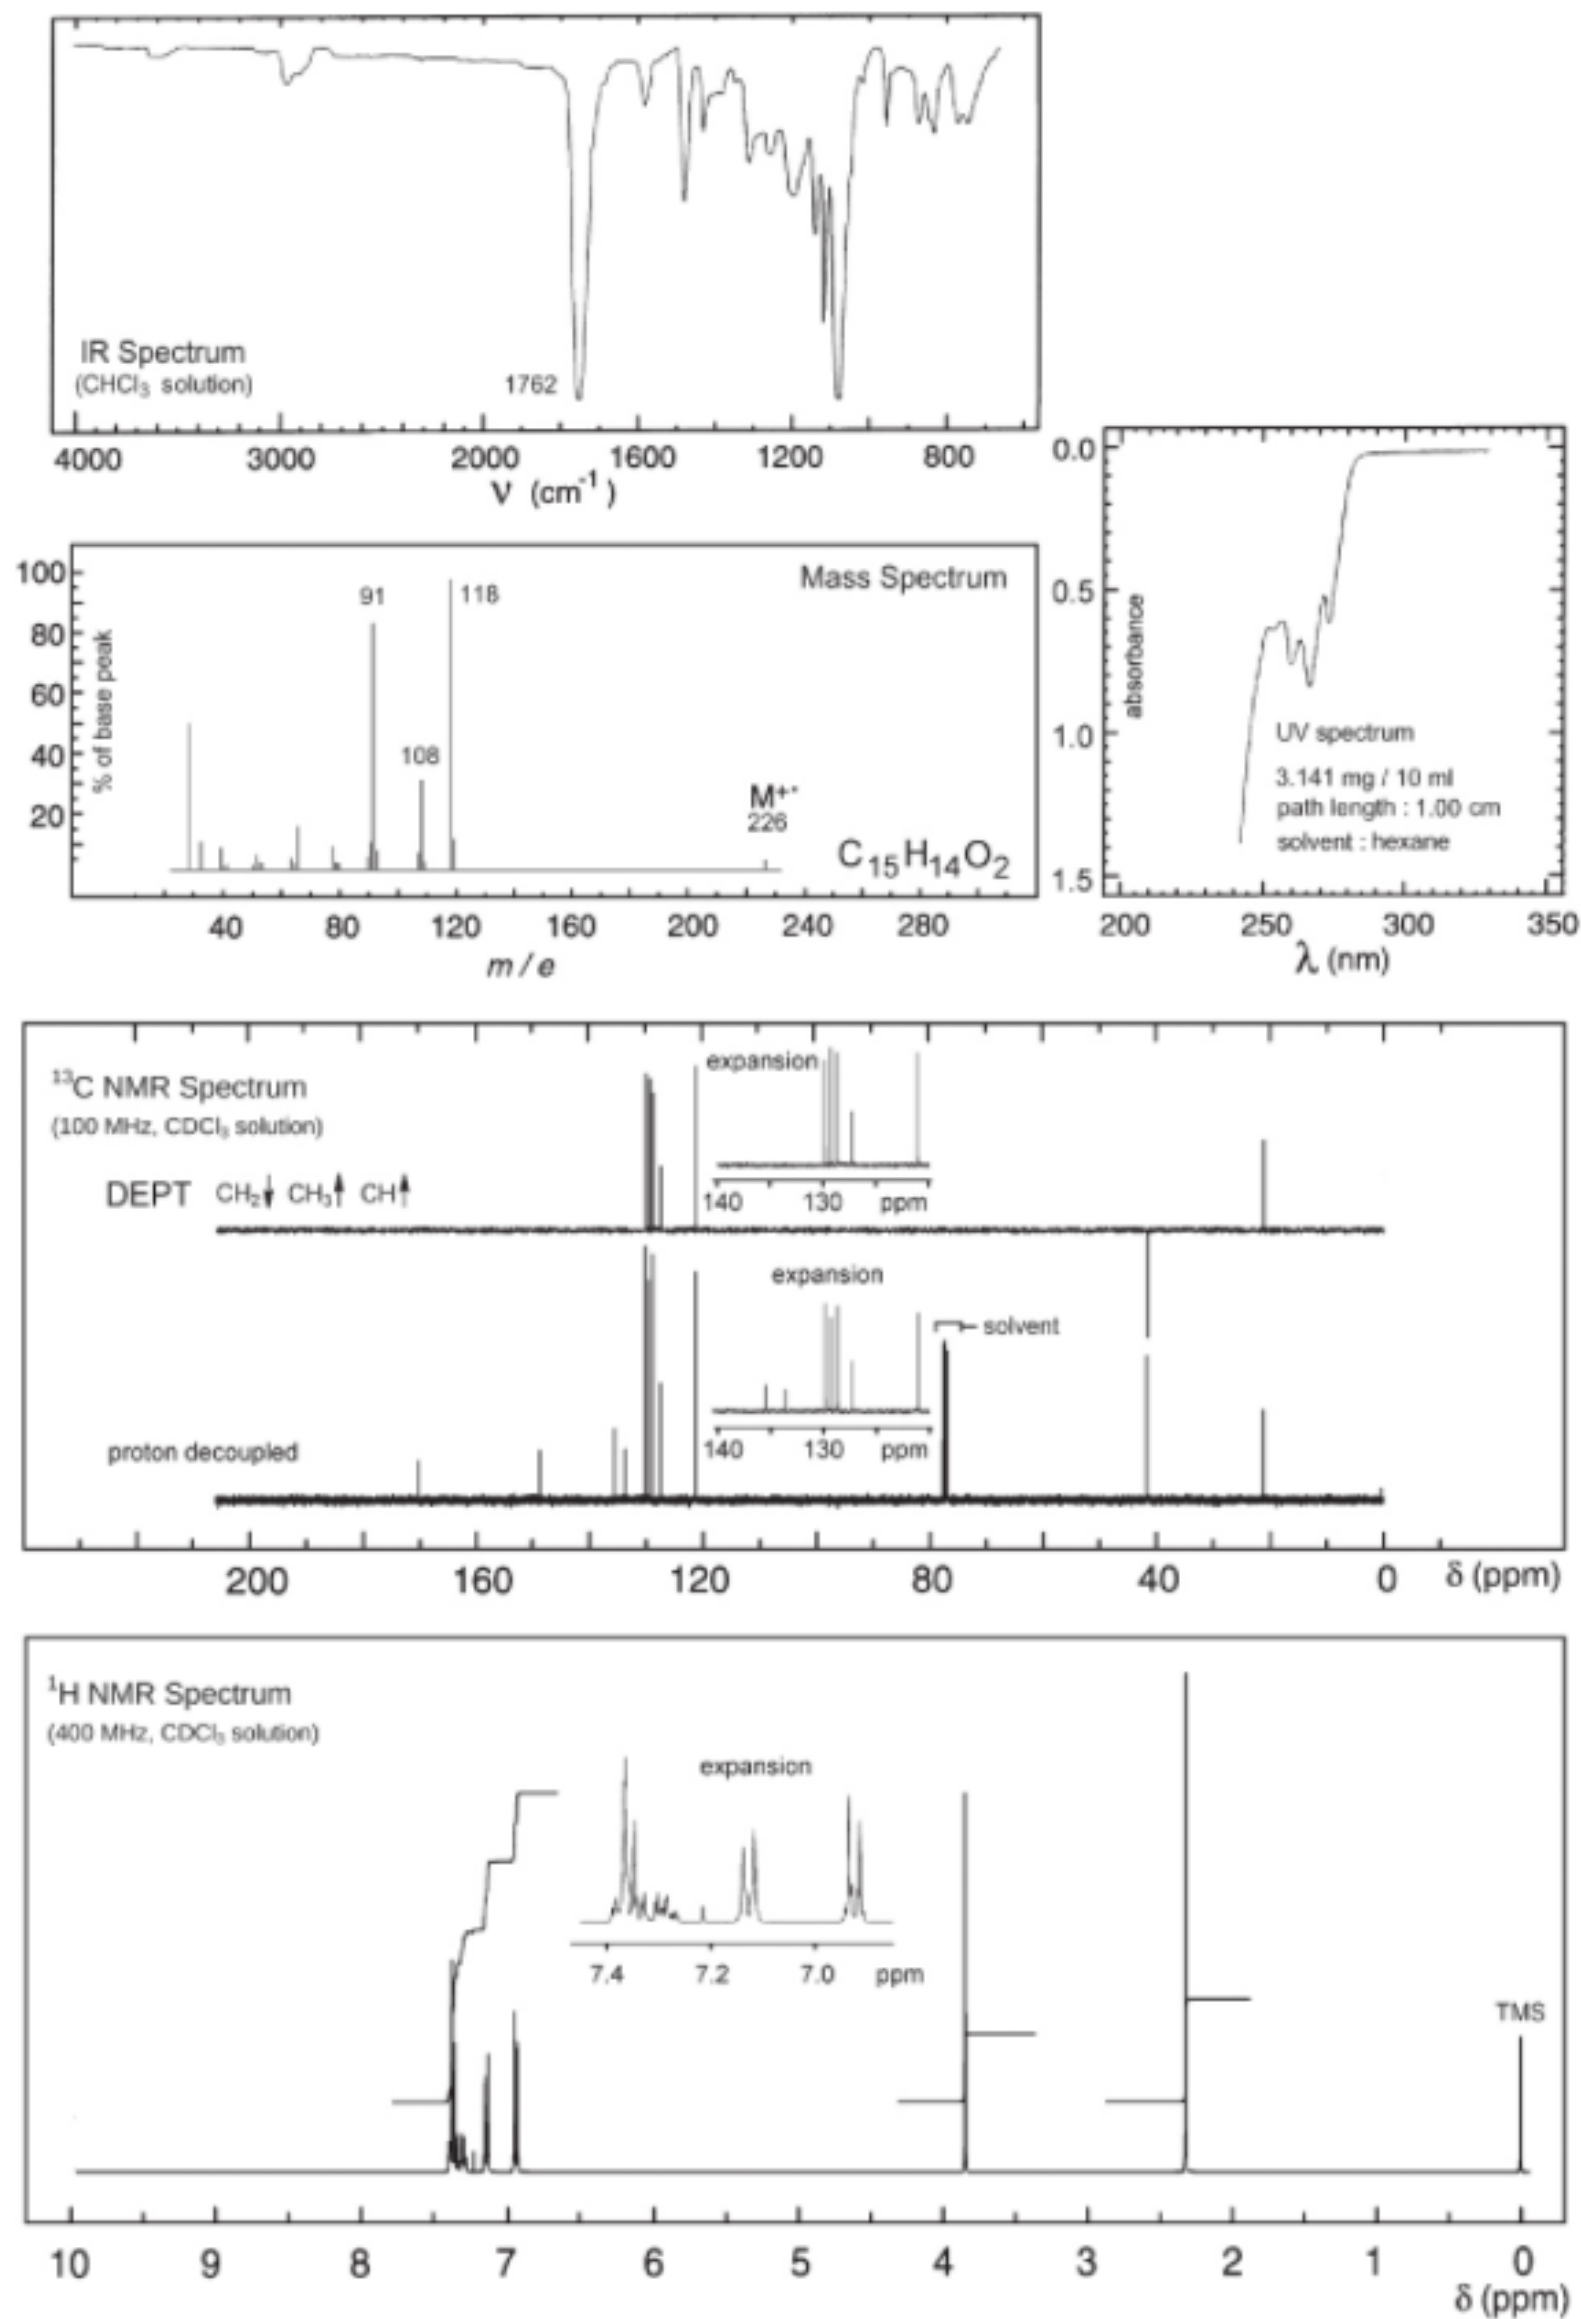 IR Spectrum
(CHCl₃ solution)
1762
4000 3000 2000 1600 1200 800
ν (cm⁻¹)
Mass Spectrum
100
80
60
40
20
% of base peak
91
118
108
M⁺·
226
C₁₅H₁₄O₂
40 80 120 160 200 240 280
m / e
0.0
0.5
1.0
1.5
absorbance
UV spectrum
3.141 mg / 10 ml
path length : 1.00 cm
solvent : hexane
200 250 300 350
λ (nm)
¹³C NMR Spectrum
(100 MHz, CDCl₃ solution)
DEPT CH₂↓ CH₃↑ CH↑
expansion
140 130 ppm
expansion
solvent
140 130 ppm
proton decoupled
200 160 120 80 40 0 δ (ppm)
¹H NMR Spectrum
(400 MHz, CDCl₃ solution)
expansion
7.4 7.2 7.0 ppm
TMS
10 9 8 7 6 5 4 3 2 1 0
δ (ppm)